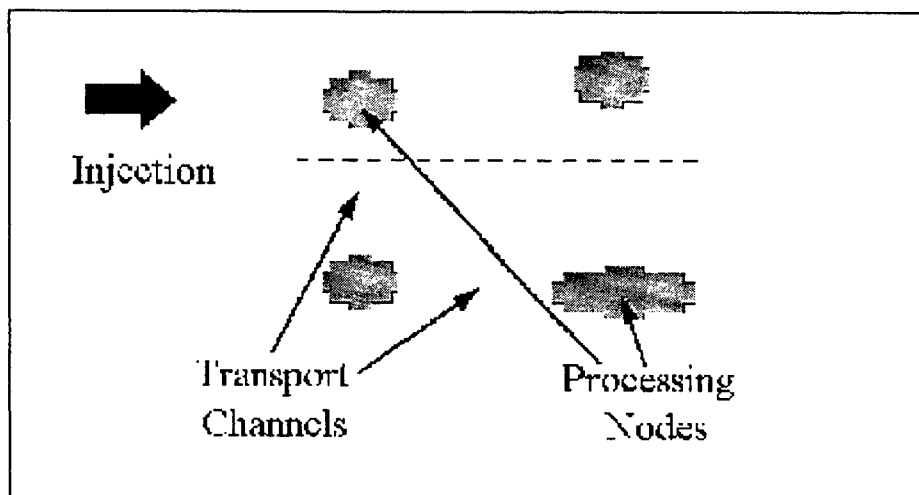 Injection
Transport
Channels
Processing
Nodes